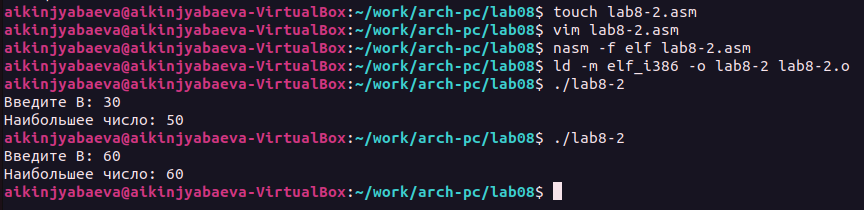 aikinjyabaeva@aikinjyabaeva-VirtualBox:~/work/arch-pc/lab08$ touch lab8-2.asm
aikinjyabaeva@aikinjyabaeva-VirtualBox:~/work/arch-pc/lab08$ vim lab8-2.asm
aikinjyabaeva@aikinjyabaeva-VirtualBox:~/work/arch-pc/lab08$ nasm -f elf lab8-2.asm
aikinjyabaeva@aikinjyabaeva-VirtualBox:~/work/arch-pc/lab08$ ld -m elf_i386 -o lab8-2 lab8-2.o
aikinjyabaeva@aikinjyabaeva-VirtualBox:~/work/arch-pc/lab08$ ./lab8-2
Введите В: 30
Наибольшее число: 50
aikinjyabaeva@aikinjyabaeva-VirtualBox:~/work/arch-pc/lab08$ ./lab8-2
Введите В: 60
Наибольшее число: 60
aikinjyabaeva@aikinjyabaeva-VirtualBox:~/work/arch-pc/lab08$